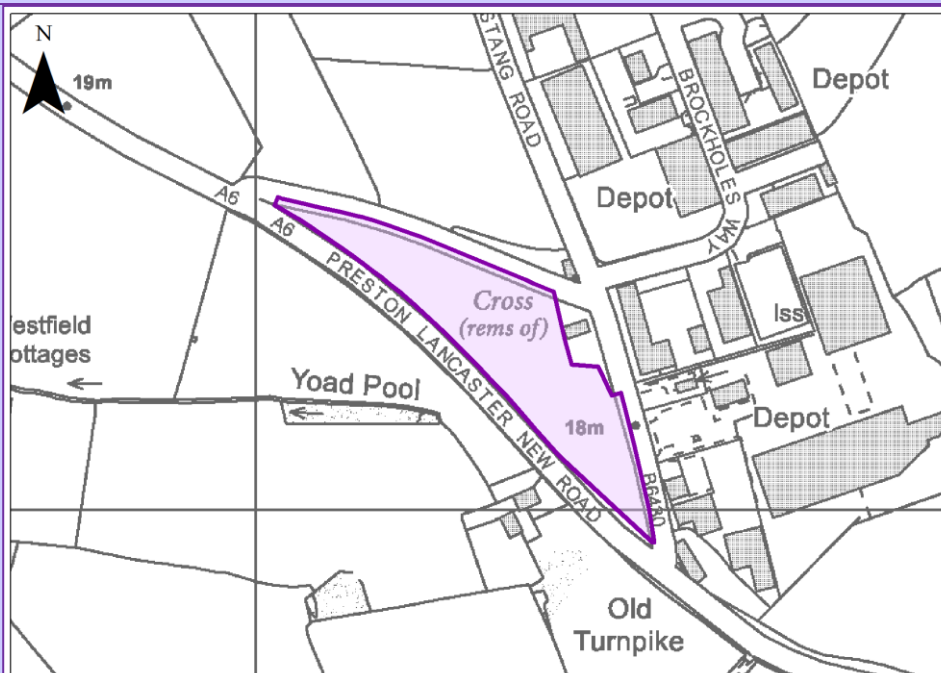 N
19m
A6
A6
PRESTON LANCASTER NEW ROAD
STANG ROAD
BROCKHOLES WAY
Depot
Depot
Cross
(rems of)
Iss
estfield
ottages
Yoad Pool
18m
Depot
B6430
Old
Turnpike